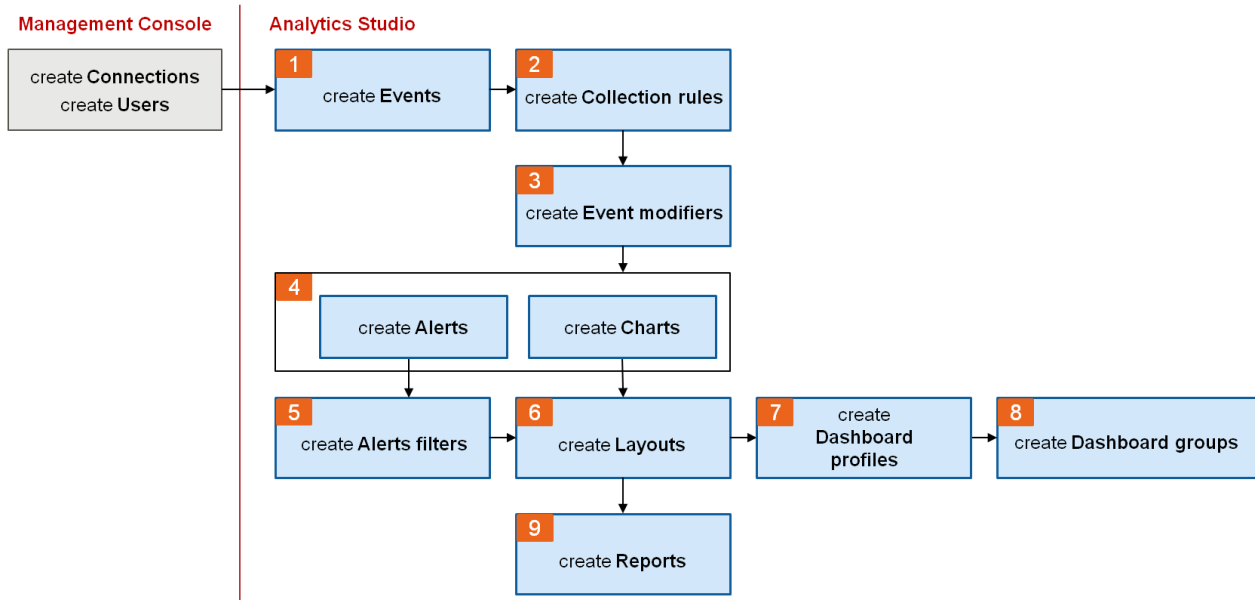 Management Console
Analytics Studio
create Connections
create Users
1
create Events
2
create Collection rules
3
create Event modifiers
4
create Alerts
create Charts
5
create Alerts filters
6
create Layouts
7
create
Dashboard
profiles
8
create Dashboard groups
9
create Reports